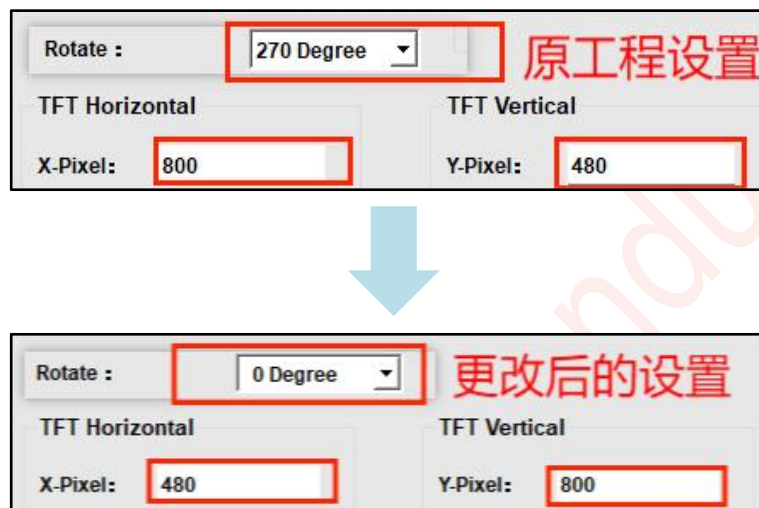 Rotate： 270 Degree 原工程设置
TFT Horizontal TFT Vertical
X-Pixel： 800 Y-Pixel： 480
Rotate： 0 Degree 更改后的设置
TFT Horizontal TFT Vertical
X-Pixel： 480 Y-Pixel： 800